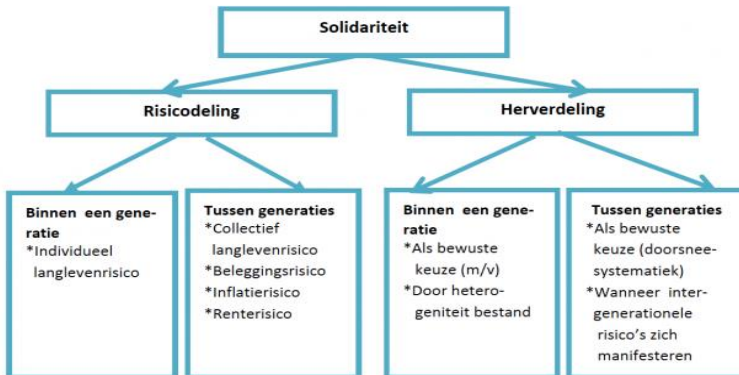 Solidariteit
Risicodeling
Herverdeling
Binnen een gene-
ratie
*Individueel
langlevenrisico
Tussen generaties
*Collectief
langlevenrisico
*Beleggingsrisico
*Inflatierisico
*Renterisico
Binnen een gene-
ratie
*Als bewuste
keuze (m/v)
*Door hetero-
geniteit bestand
Tussen generaties
*Als bewuste
keuze (doorsnee-
systematiek)
*Wanneer inter-
generationele
risico's zich
manifesteren